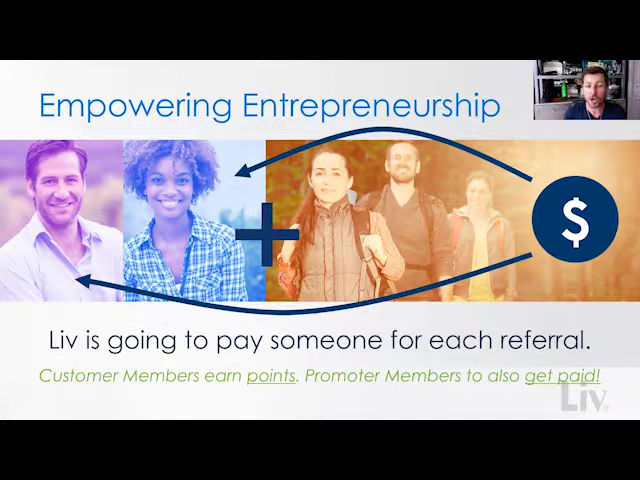 Empowering Entrepreneurship
+
$
Liv is going to pay someone for each referral.
Customer Members earn points. Promoter Members to also get paid!
Liv